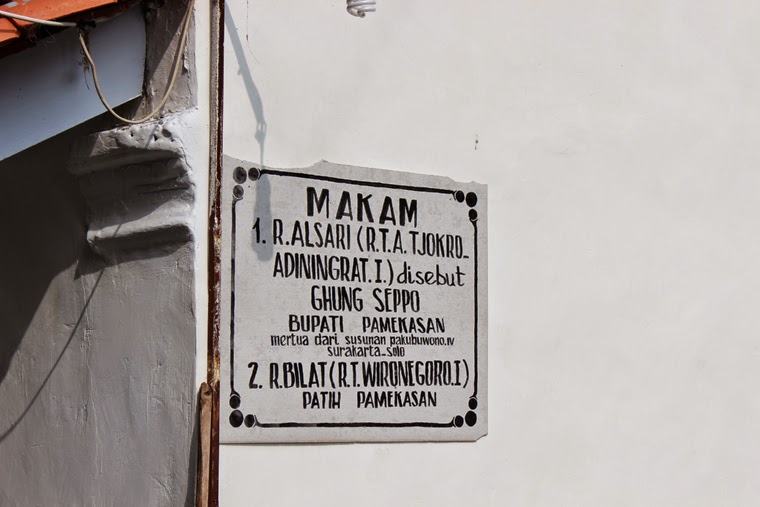 MAKAM
1. R.ALSARI (R.T.A. TJOKRO_
ADININGRAT. I.) disebut
GHUNG SEPPO
BUPATI PAMEKASAN
mertua dari. susunan pakubuwono.IV
surakarta_solo
2. R.BILAT (R.T. WIRONEGORO.I)
PATIH PAMEKASAN